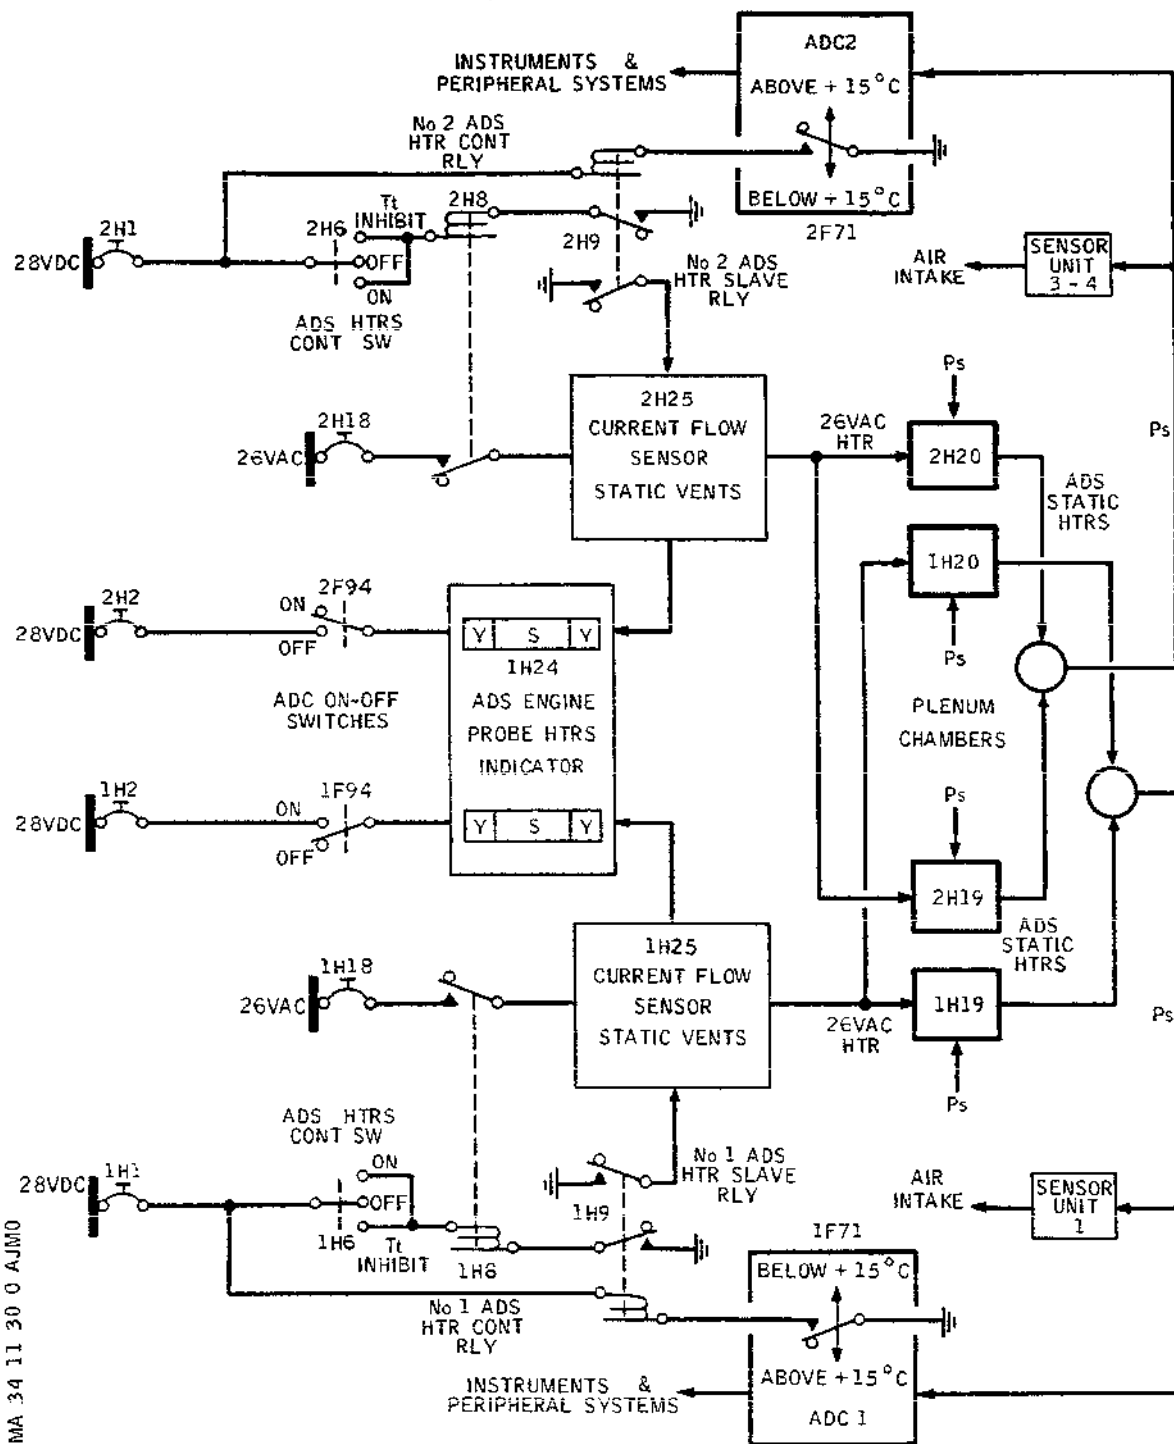 ADC2
INSTRUMENTS &
PERIPHERAL SYSTEMS
ABOVE + 15°C
No 2 ADS
HTR CONT
RLY
BELOW + 15°C
2F71
Tt
INHIBIT
2H8
2H6
2H1
28VDC
OFF
ON
2H9
No 2 ADS
HTR SLAVE
RLY
ADS HTRS
CONT SW
AIR
INTAKE
SENSOR
UNIT
3 - 4
Ps
2H25
CURRENT FLOW
SENSOR
STATIC VENTS
2H18
26VAC
26VAC
HTR
2H20
Ps
ADS
STATIC
HTRS
1H20
Ps
2H2
28VDC
2F94
ON
OFF
Y S Y
1H24
ADS ENGINE
PROBE HTRS
INDICATOR
ADC ON-OFF
SWITCHES
PLENUM
CHAMBERS
1H2
28VDC
1F94
ON
OFF
Y S Y
Ps
2H19
ADS
STATIC
HTRS
1H25
CURRENT FLOW
SENSOR
STATIC VENTS
1H18
26VAC
26VAC
HTR
1H19
Ps
Ps
ADS HTRS
CONT SW
1H1
28VDC
ON
OFF
1H6
Tt
INHIBIT
1H8
No 1 ADS
HTR SLAVE
RLY
1H9
AIR
INTAKE
SENSOR
UNIT
1
1F71
BELOW + 15°C
No 1 ADS
HTR CONT
RLY
ABOVE + 15°C
ADC 1
INSTRUMENTS &
PERIPHERAL SYSTEMS
MA 34 11 30 0 AJM0